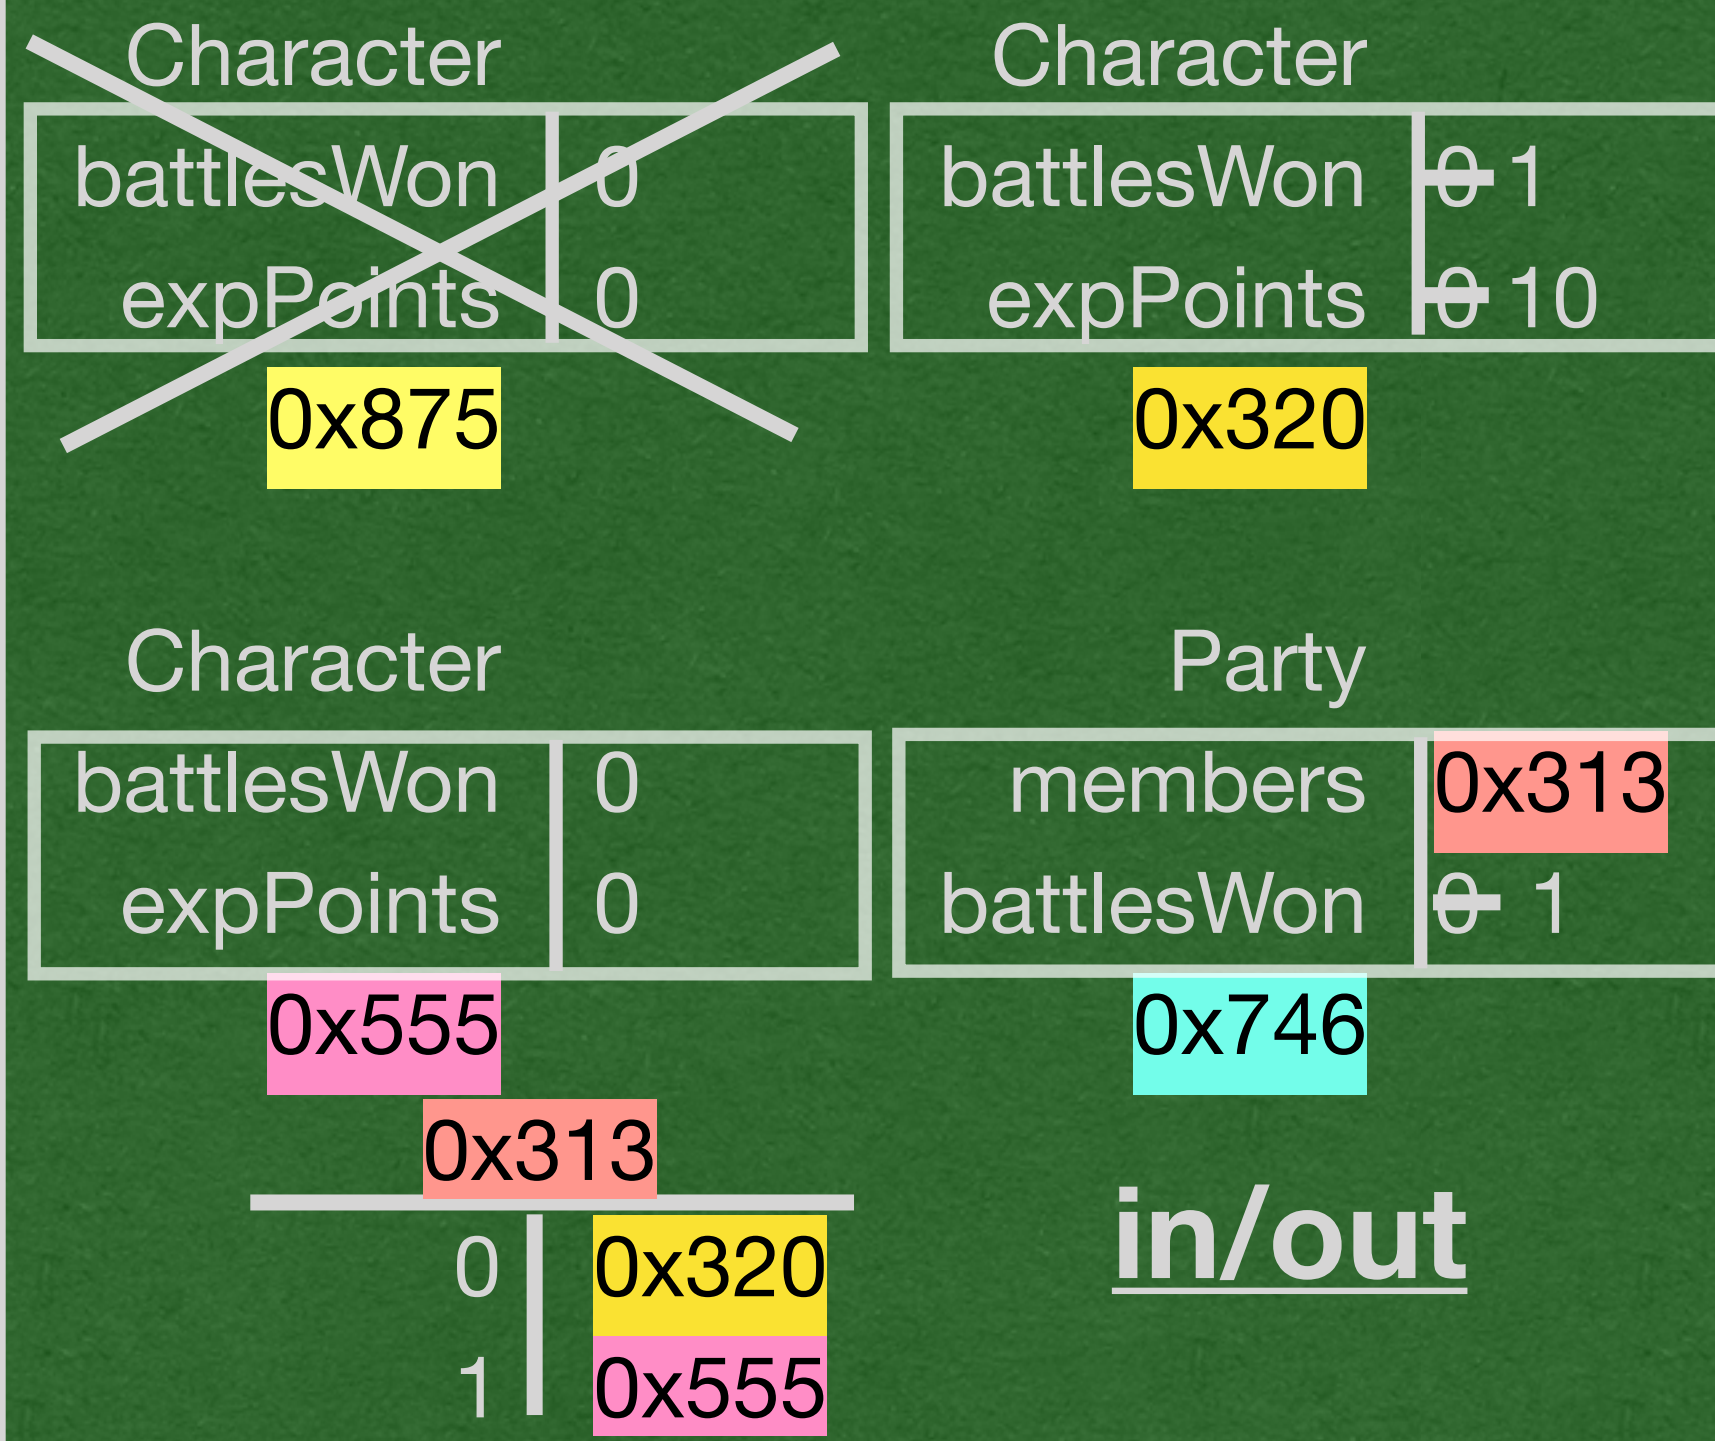 Character
battlesWon 0
expPoints 0
0x875
Character
battlesWon 0 1
expPoints 0 10
0x320
Character
battlesWon 0
expPoints 0
0x555
Party
members 0x313
battlesWon 0 1
0x746
0x313
0 0x320
1 0x555
in/out